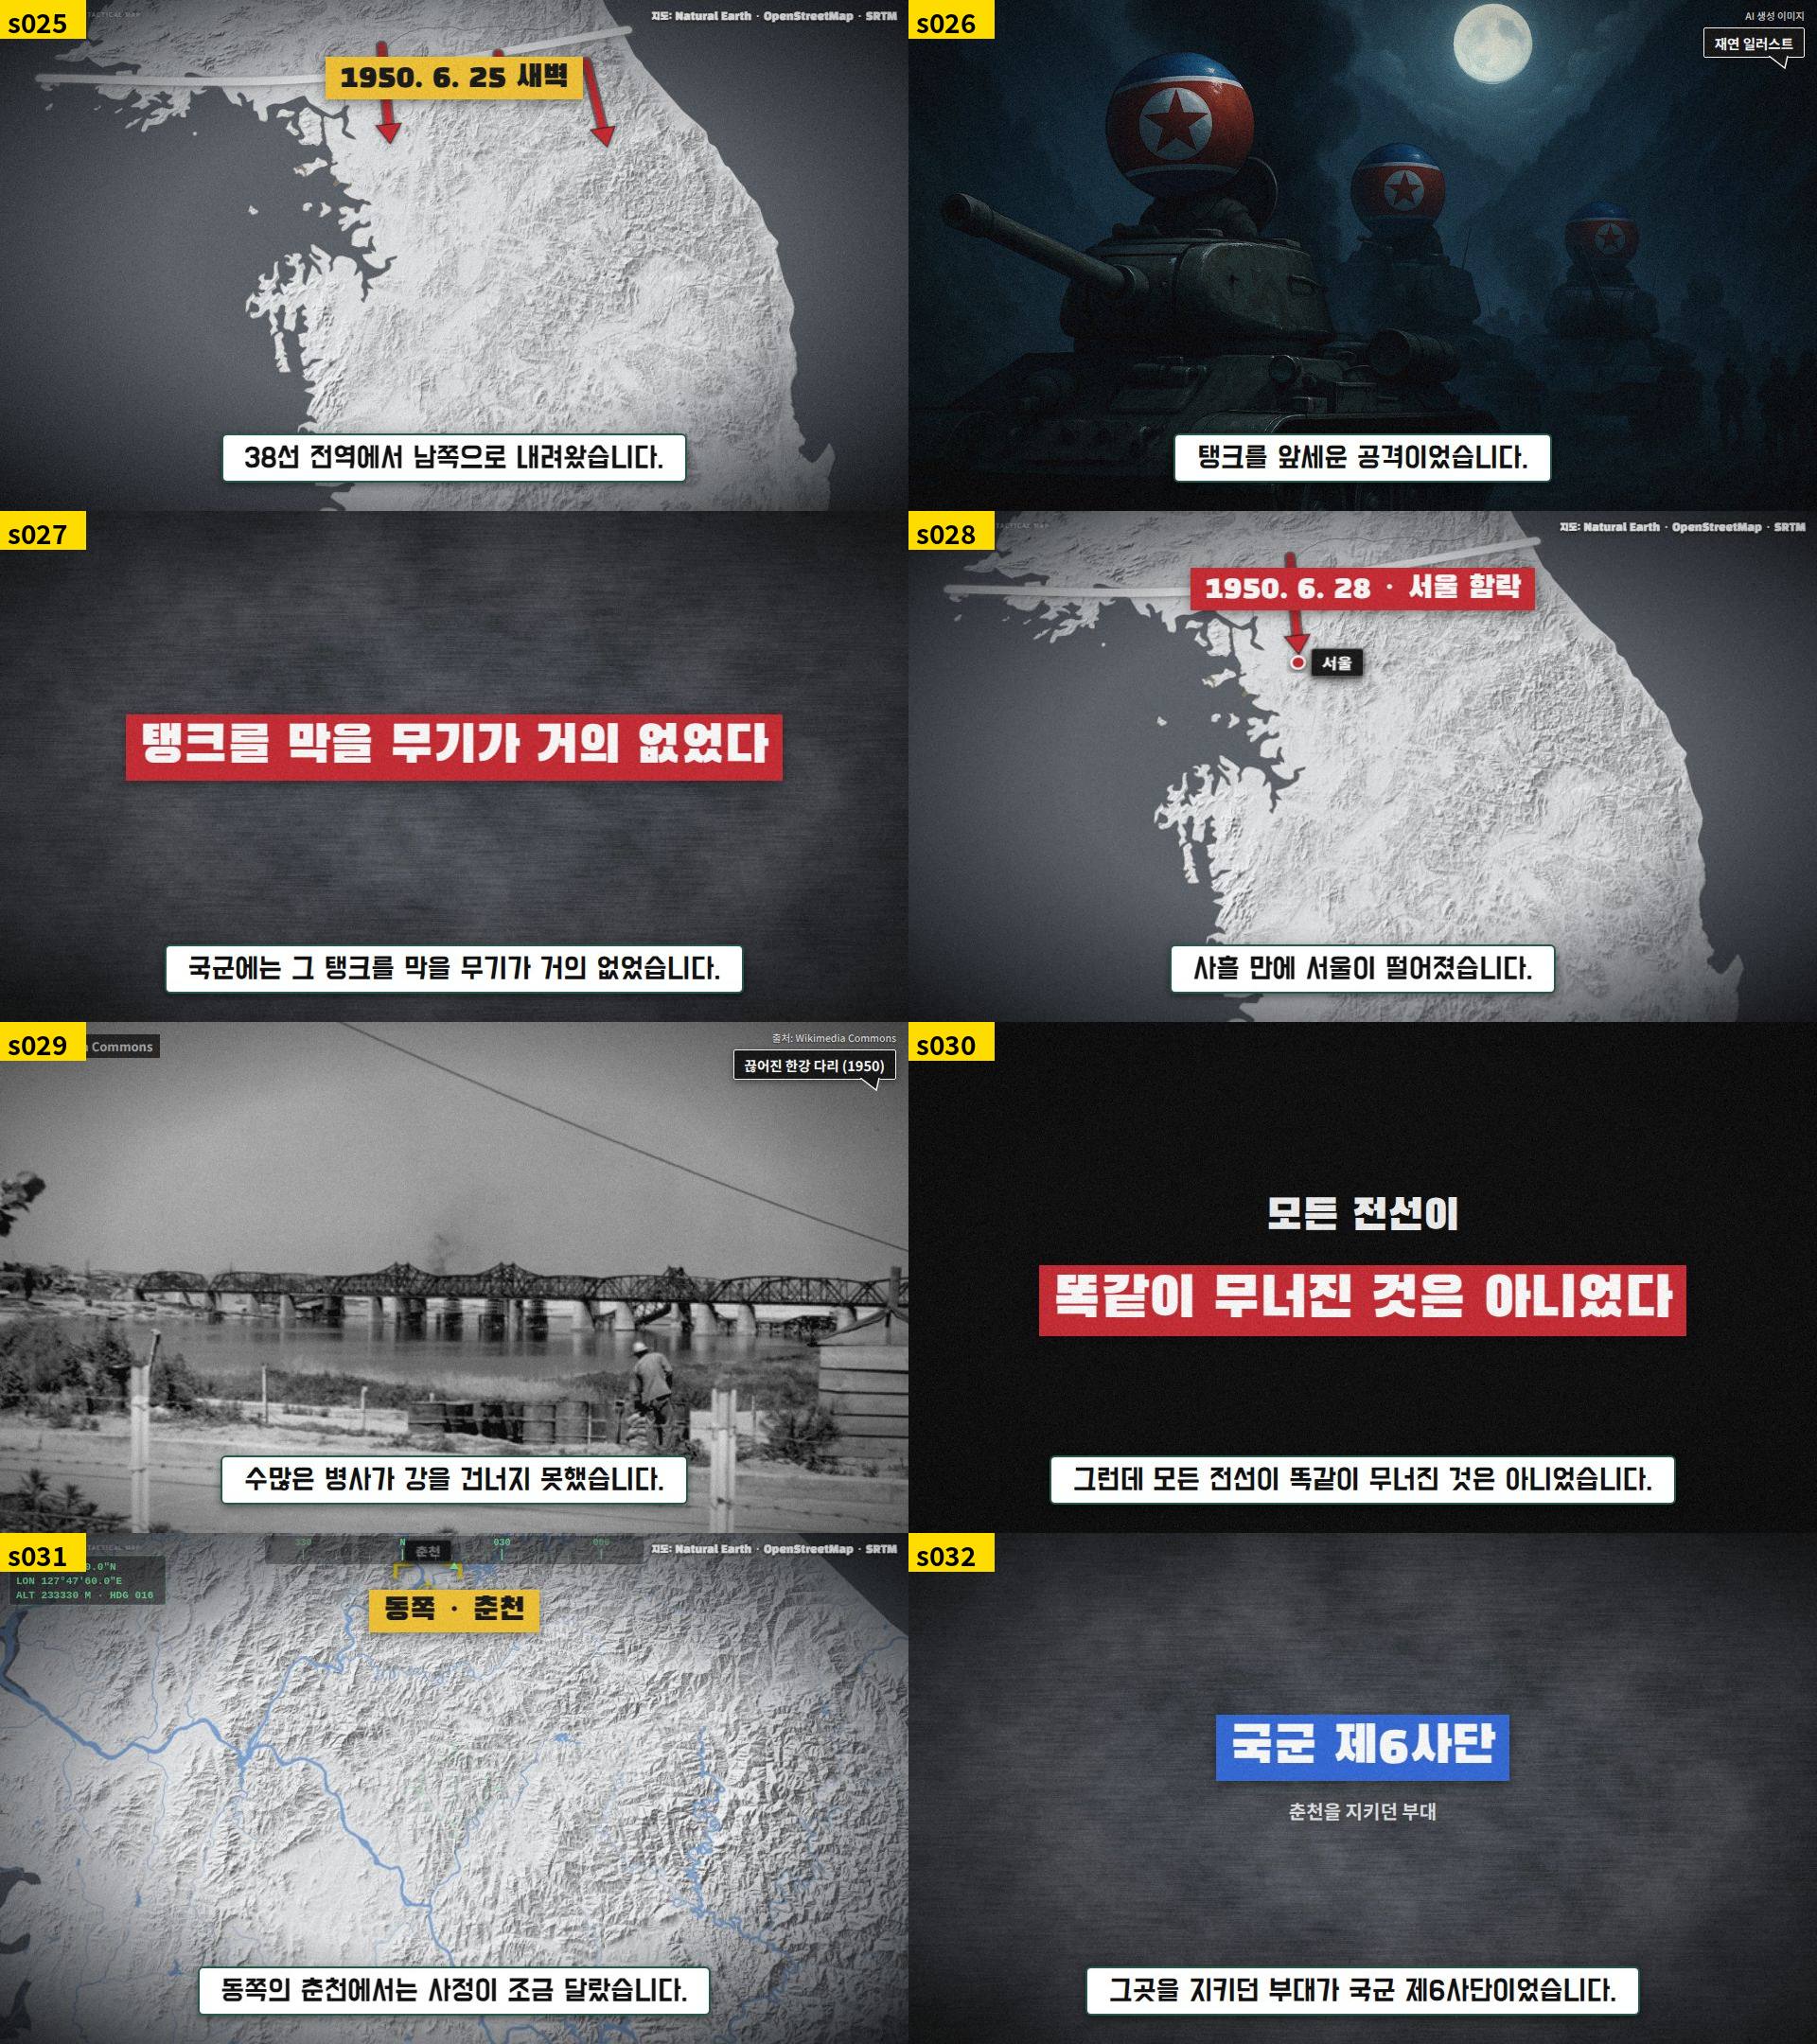 s025
TACTICAL MAP
지도: Natural Earth · OpenStreetMap · SRTM
1950. 6. 25 새벽
38선 전역에서 남쪽으로 내려왔습니다.
s026
AI 생성 이미지
재연 일러스트
탱크를 앞세운 공격이었습니다.
s027
탱크를 막을 무기가 거의 없었다
국군에는 그 탱크를 막을 무기가 거의 없었습니다.
s028
TACTICAL MAP
지도: Natural Earth · OpenStreetMap · SRTM
1950. 6. 28 · 서울 함락
서울
사흘 만에 서울이 떨어졌습니다.
s029
Commons
출처: Wikimedia Commons
끊어진 한강 다리 (1950)
수많은 병사가 강을 건너지 못했습니다.
s030
모든 전선이
똑같이 무너진 것은 아니었다
그런데 모든 전선이 똑같이 무너진 것은 아니었습니다.
s031
TACTICAL MAP
330 N 030
춘천
지도: Natural Earth · OpenStreetMap · SRTM
0.0"N
LON 127°47'60.0"E
ALT 233330 M · HDG 016
동쪽 · 춘천
동쪽의 춘천에서는 사정이 조금 달랐습니다.
s032
국군 제6사단
춘천을 지키던 부대
그곳을 지키던 부대가 국군 제6사단이었습니다.